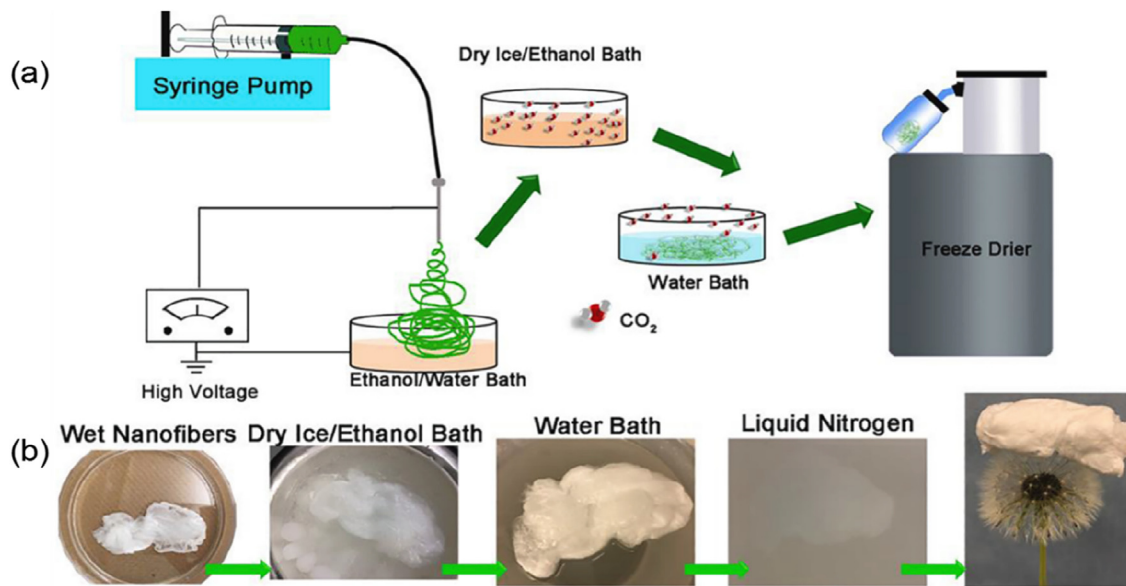 (a)
Syringe Pump
Dry Ice/Ethanol Bath
Freeze Drier
Water Bath
CO₂
High Voltage
Ethanol/Water Bath
(b)
Wet Nanofibers
Dry Ice/Ethanol Bath
Water Bath
Liquid Nitrogen